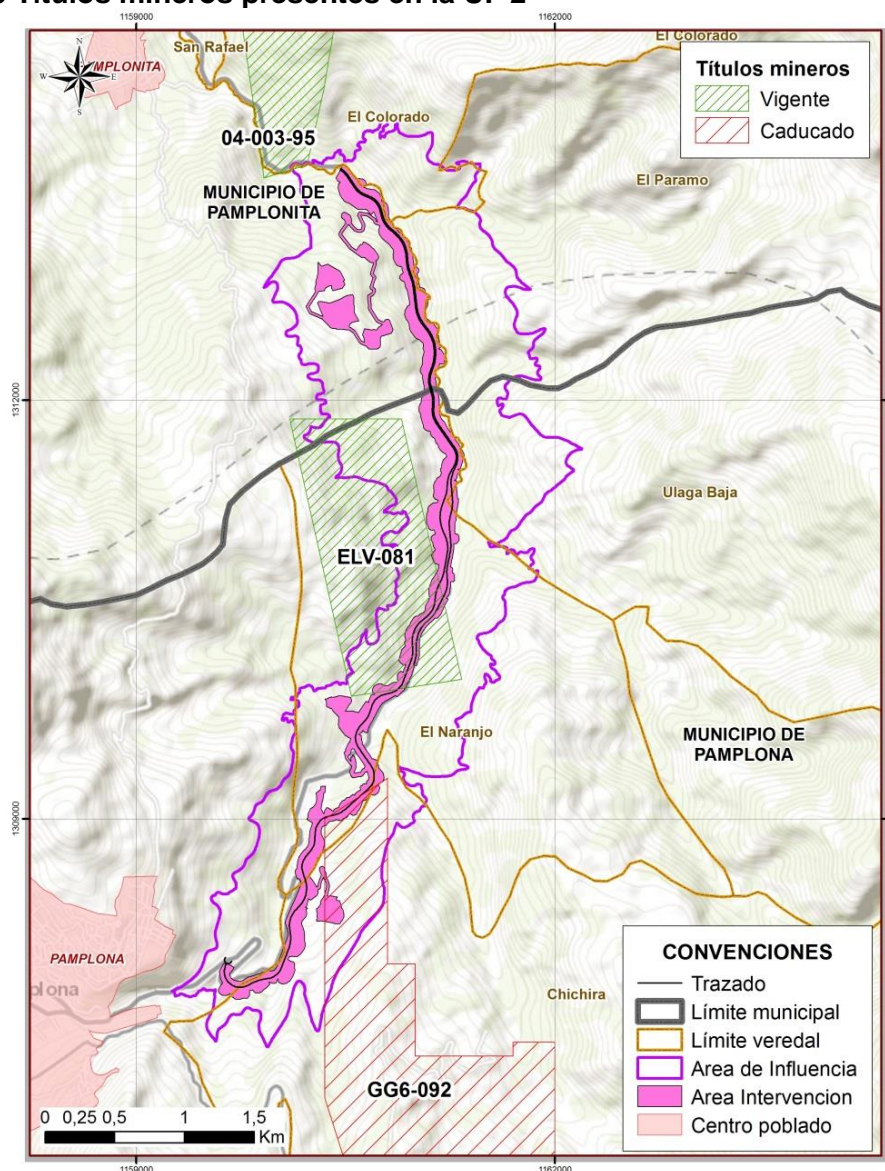 Títulos mineros presentes en la UF 2
1159000
1162000
San Rafael
El Colorado
MPLONITA
N
W
E
S
Títulos mineros
Vigente
Caducado
El Colorado
04-003-95
El Paramo
MUNICIPIO DE
PAMPLONITA
1312000
1312000
Ulaga Baja
ELV-081
El Naranjo
MUNICIPIO DE
PAMPLONA
1309000
1309000
PAMPLONA
plona
Chichira
GG6-092
CONVENCIONES
Trazado
Límite municipal
Límite veredal
Area de Influencia
Area Intervencion
Centro poblado
0 0,25 0,5 1 1,5
Km
1159000
1162000